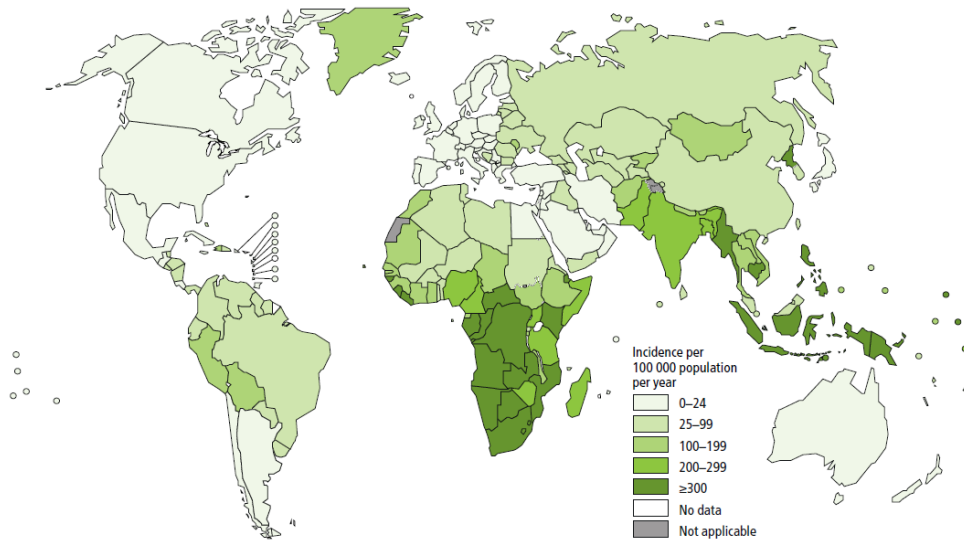 Incidence per
100 000 population
per year
0–24
25–99
100–199
200–299
≥300
No data
Not applicable